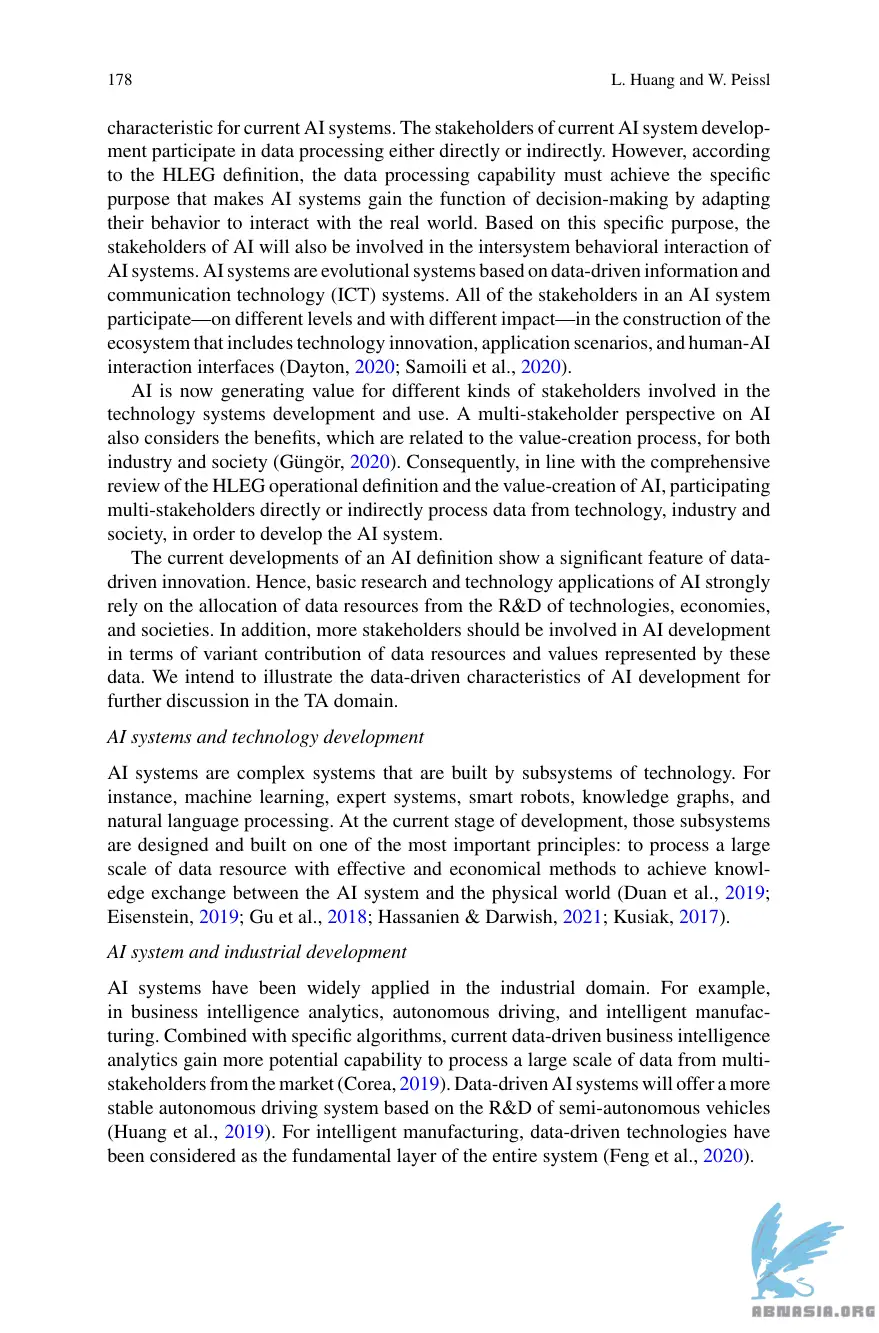 178
L. Huang and W. Peissl
characteristic for current AI systems. The stakeholders of current AI system develop-
ment participate in data processing either directly or indirectly. However, according
to the HLEG definition, the data processing capability must achieve the specific
purpose that makes AI systems gain the function of decision-making by adapting
their behavior to interact with the real world. Based on this specific purpose, the
stakeholders of AI will also be involved in the intersystem behavioral interaction of
AI systems. AI systems are evolutional systems based on data-driven information and
communication technology (ICT) systems. All of the stakeholders in an AI system
participate—on different levels and with different impact—in the construction of the
ecosystem that includes technology innovation, application scenarios, and human-AI
interaction interfaces (Dayton, 2020; Samoili et al., 2020).
AI is now generating value for different kinds of stakeholders involved in the
technology systems development and use. A multi-stakeholder perspective on AI
also considers the benefits, which are related to the value-creation process, for both
industry and society (Güngör, 2020). Consequently, in line with the comprehensive
review of the HLEG operational definition and the value-creation of AI, participating
multi-stakeholders directly or indirectly process data from technology, industry and
society, in order to develop the AI system.
The current developments of an AI definition show a significant feature of data-
driven innovation. Hence, basic research and technology applications of AI strongly
rely on the allocation of data resources from the R&D of technologies, economies,
and societies. In addition, more stakeholders should be involved in AI development
in terms of variant contribution of data resources and values represented by these
data. We intend to illustrate the data-driven characteristics of AI development for
further discussion in the TA domain.
AI systems and technology development
AI systems are complex systems that are built by subsystems of technology. For
instance, machine learning, expert systems, smart robots, knowledge graphs, and
natural language processing. At the current stage of development, those subsystems
are designed and built on one of the most important principles: to process a large
scale of data resource with effective and economical methods to achieve knowl-
edge exchange between the AI system and the physical world (Duan et al., 2019;
Eisenstein, 2019; Gu et al., 2018; Hassanien & Darwish, 2021; Kusiak, 2017).
AI system and industrial development
AI systems have been widely applied in the industrial domain. For example,
in business intelligence analytics, autonomous driving, and intelligent manufac-
turing. Combined with specific algorithms, current data-driven business intelligence
analytics gain more potential capability to process a large scale of data from multi-
stakeholders from the market (Corea, 2019). Data-driven AI systems will offer a more
stable autonomous driving system based on the R&D of semi-autonomous vehicles
(Huang et al., 2019). For intelligent manufacturing, data-driven technologies have
been considered as the fundamental layer of the entire system (Feng et al., 2020).
ABNASIA.ORG